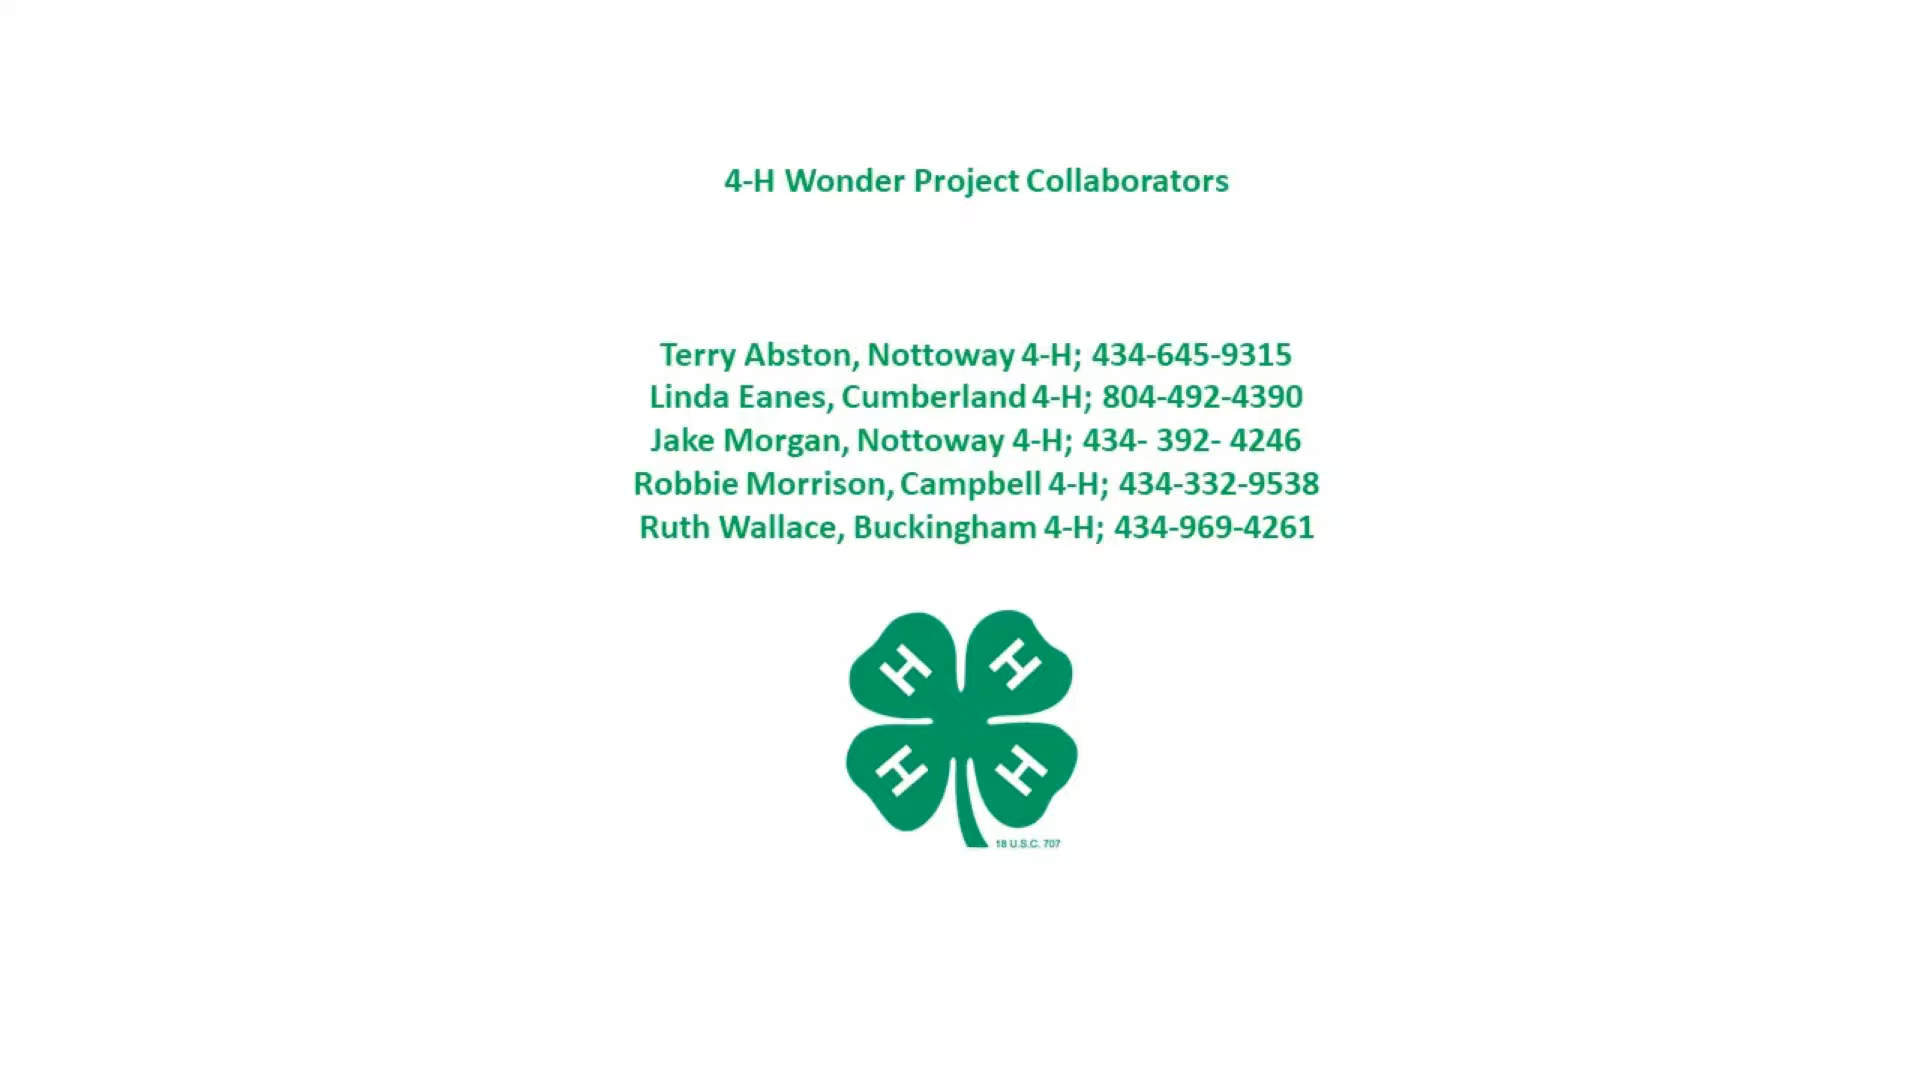 4-H Wonder Project Collaborators
Terry Abston, Nottoway 4-H; 434-645-9315
Linda Eanes, Cumberland 4-H; 804-492-4390
Jake Morgan, Nottoway 4-H; 434- 392- 4246
Robbie Morrison, Campbell 4-H; 434-332-9538
Ruth Wallace, Buckingham 4-H; 434-969-4261
H H
H H
18 U.S.C. 707